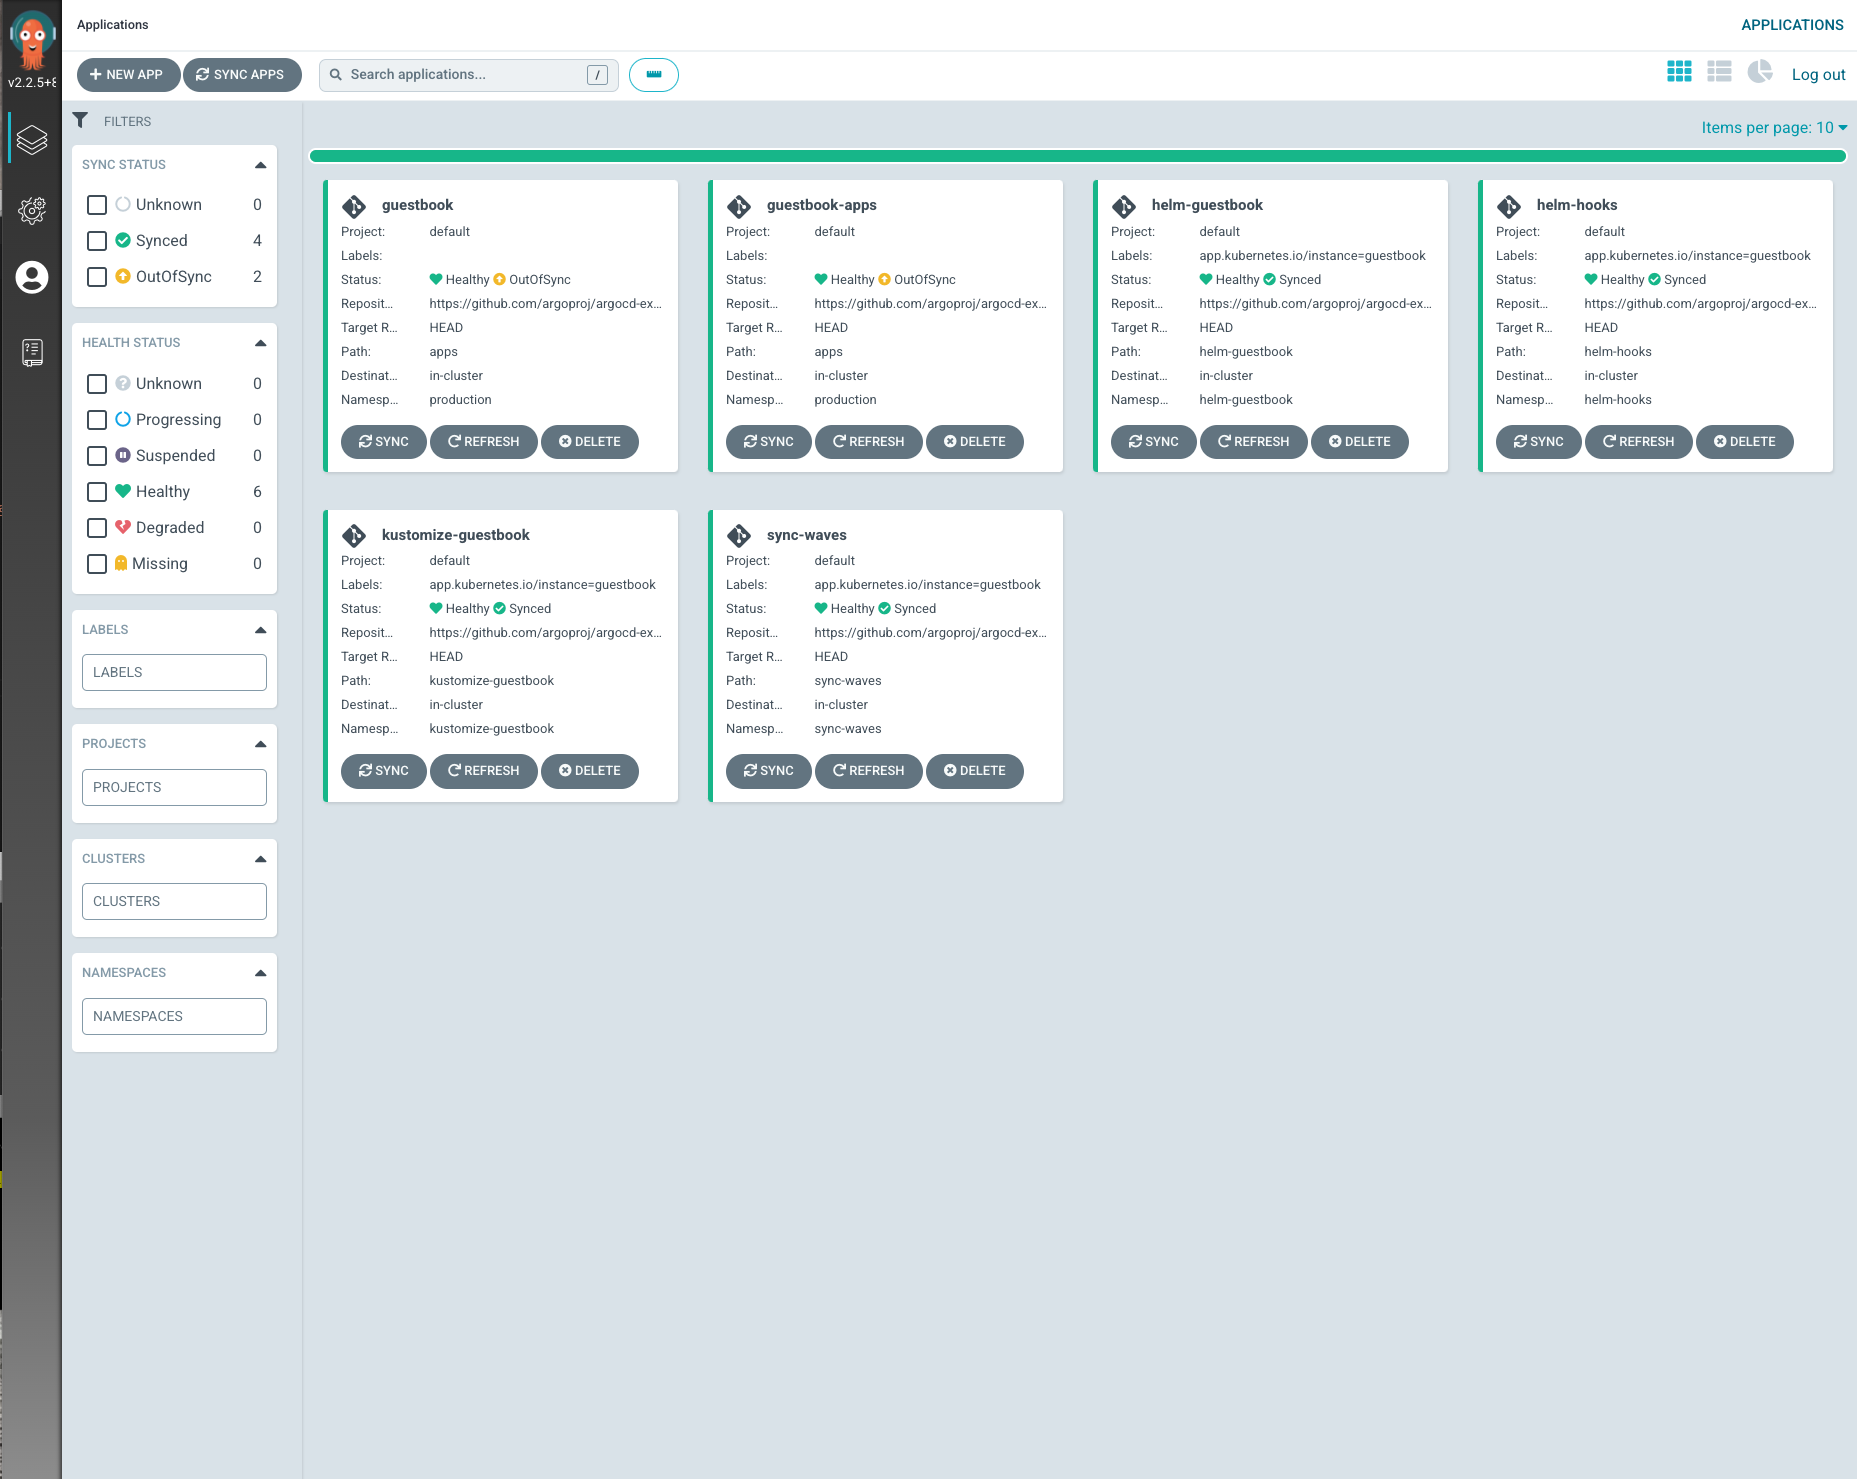 Applications
APPLICATIONS
v2.2.5+8
NEW APP
SYNC APPS
Search applications...
/
Log out
FILTERS
Items per page: 10
SYNC STATUS
Unknown 0
Synced 4
OutOfSync 2
HEALTH STATUS
Unknown 0
Progressing 0
Suspended 0
Healthy 6
Degraded 0
Missing 0
LABELS
LABELS
PROJECTS
PROJECTS
CLUSTERS
CLUSTERS
NAMESPACES
NAMESPACES
guestbook
Project: default
Labels:
Status: Healthy OutOfSync
Reposit... https://github.com/argoproj/argocd-ex...
Target R... HEAD
Path: apps
Destinat... in-cluster
Namesp... production
SYNC REFRESH DELETE
guestbook-apps
Project: default
Labels:
Status: Healthy OutOfSync
Reposit... https://github.com/argoproj/argocd-ex...
Target R... HEAD
Path: apps
Destinat... in-cluster
Namesp... production
SYNC REFRESH DELETE
helm-guestbook
Project: default
Labels: app.kubernetes.io/instance=guestbook
Status: Healthy Synced
Reposit... https://github.com/argoproj/argocd-ex...
Target R... HEAD
Path: helm-guestbook
Destinat... in-cluster
Namesp... helm-guestbook
SYNC REFRESH DELETE
helm-hooks
Project: default
Labels: app.kubernetes.io/instance=guestbook
Status: Healthy Synced
Reposit... https://github.com/argoproj/argocd-ex...
Target R... HEAD
Path: helm-hooks
Destinat... in-cluster
Namesp... helm-hooks
SYNC REFRESH DELETE
kustomize-guestbook
Project: default
Labels: app.kubernetes.io/instance=guestbook
Status: Healthy Synced
Reposit... https://github.com/argoproj/argocd-ex...
Target R... HEAD
Path: kustomize-guestbook
Destinat... in-cluster
Namesp... kustomize-guestbook
SYNC REFRESH DELETE
sync-waves
Project: default
Labels: app.kubernetes.io/instance=guestbook
Status: Healthy Synced
Reposit... https://github.com/argoproj/argocd-ex...
Target R... HEAD
Path: sync-waves
Destinat... in-cluster
Namesp... sync-waves
SYNC REFRESH DELETE